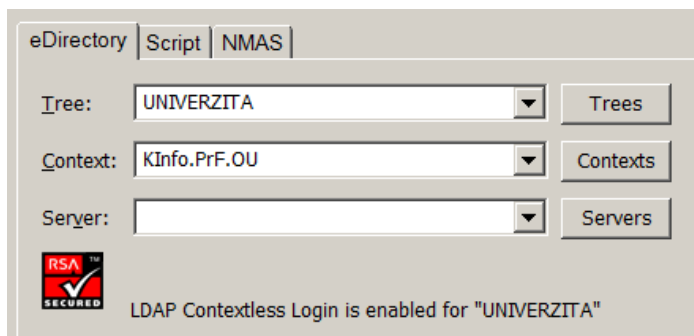 eDirectory Script NMAS
Tree: UNIVERZITA Trees
Context: KInfo.PrF.OU Contexts
Server: Servers
RSA TM
SECURED
LDAP Contextless Login is enabled for "UNIVERZITA"